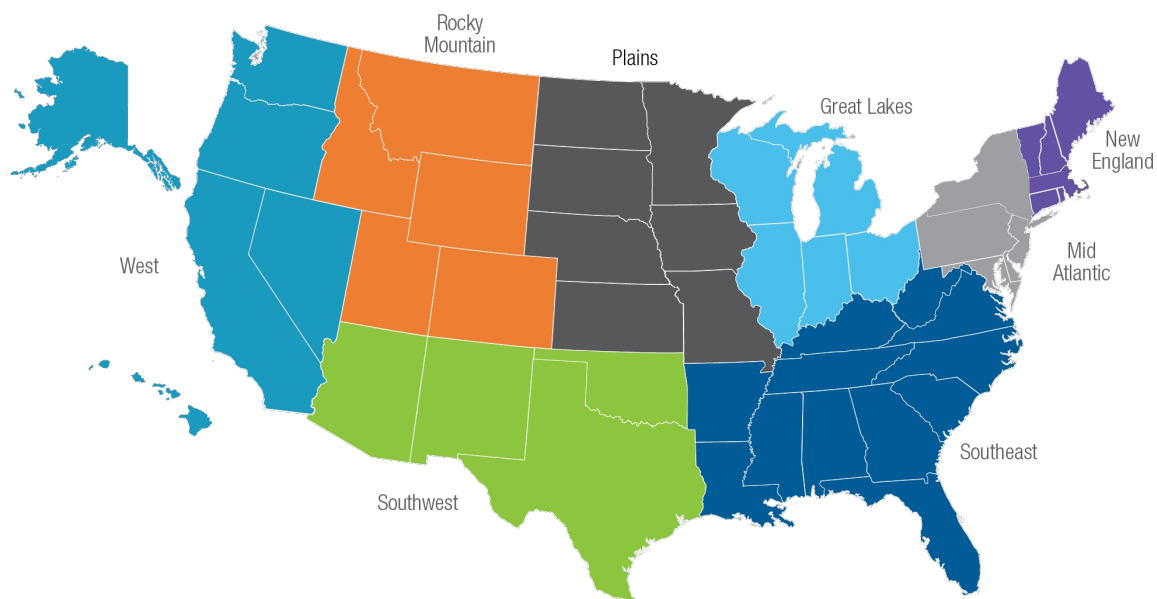 Rocky
Mountain
Plains
Great Lakes
New
England
West
Mid
Atlantic
Southeast
Southwest